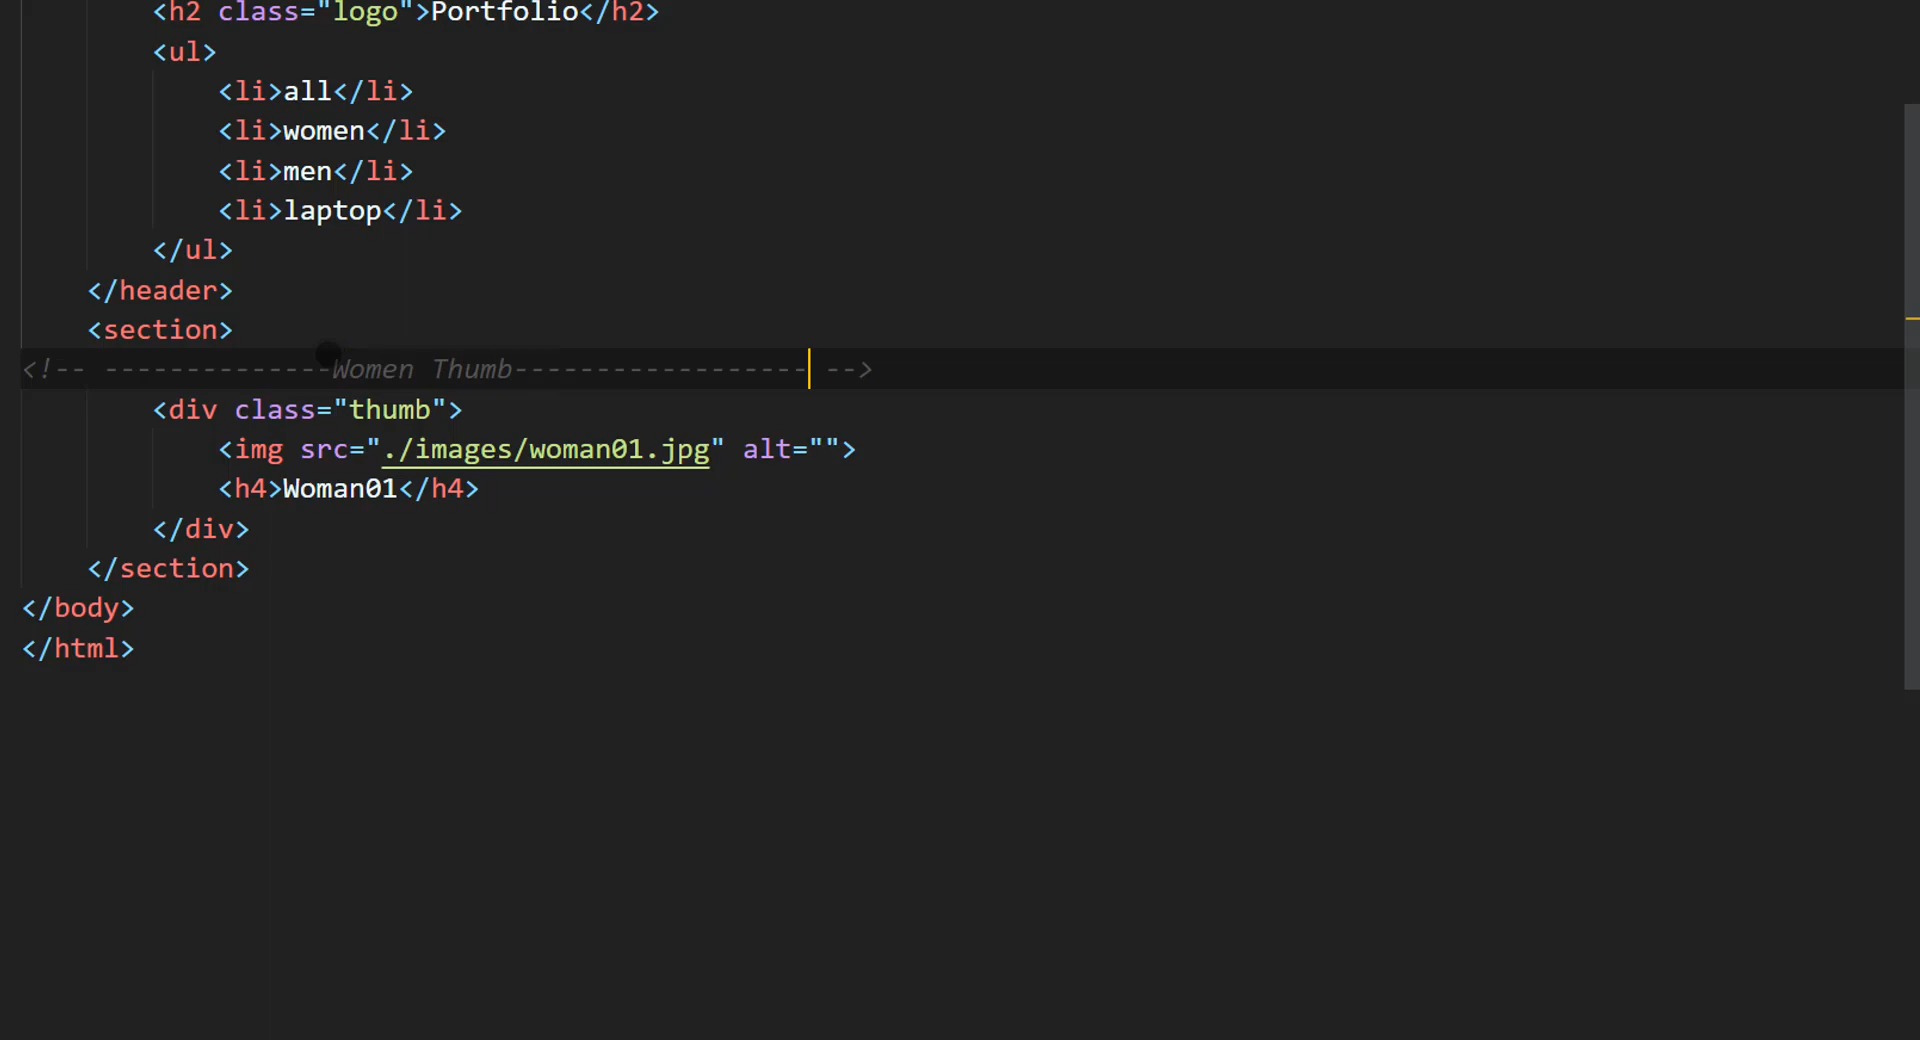 <h2 class="logo">Portfolio</h2>
<ul>
<li>all</li>
<li>women</li>
<li>men</li>
<li>laptop</li>
</ul>
</header>
<section>
<!-- --------------Women Thumb------------------ -->
<div class="thumb">
<img src="./images/woman01.jpg" alt="">
<h4>Woman01</h4>
</div>
</section>
</body>
</html>